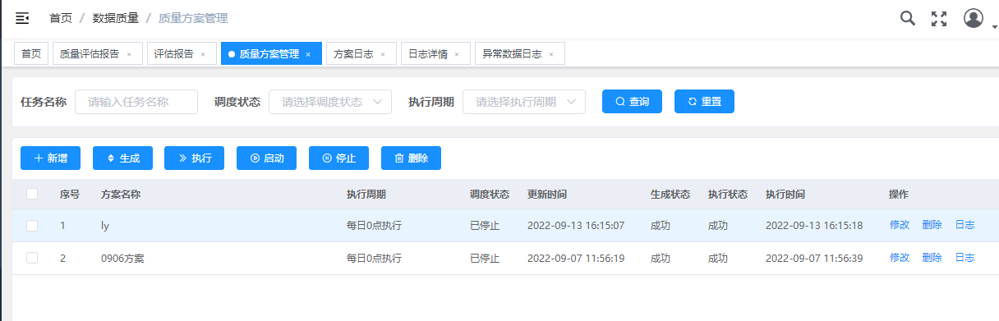 首页 / 数据质量 / 质量方案管理
首页 质量评估报告 × 评估报告 × 质量方案管理 × 方案日志 × 日志详情 × 异常数据日志 ×
任务名称 请输入任务名称 调度状态 请选择调度状态 执行周期 请选择执行周期 查询 重置
新增 生成 执行 启动 停止 删除
序号 方案名称 执行周期 调度状态 更新时间 生成状态 执行状态 执行时间 操作
1 ly 每日0点执行 已停止 2022-09-13 16:15:07 成功 成功 2022-09-13 16:15:18 修改 删除 日志
2 0906方案 每日0点执行 已停止 2022-09-07 11:56:19 成功 成功 2022-09-07 11:56:39 修改 删除 日志